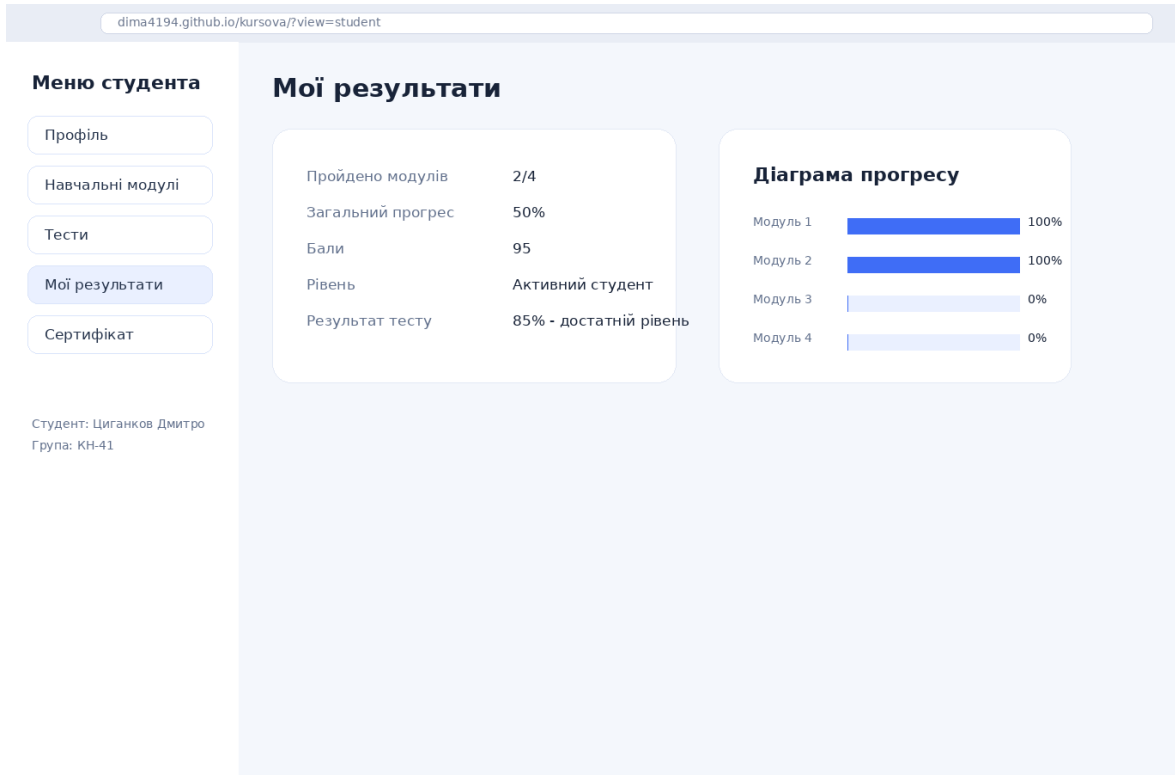 dima4194.github.io/kursova/?view=student
Меню студента
Профіль
Навчальні модулі
Тести
Мої результати
Сертифікат
Студент: Циганков Дмитро
Група: КН-41
Мої результати
Пройдено модулів 2/4
Загальний прогрес 50%
Бали 95
Рівень Активний студент
Результат тесту 85% - достатній рівень
Діаграма прогресу
Модуль 1 100%
Модуль 2 100%
Модуль 3 0%
Модуль 4 0%